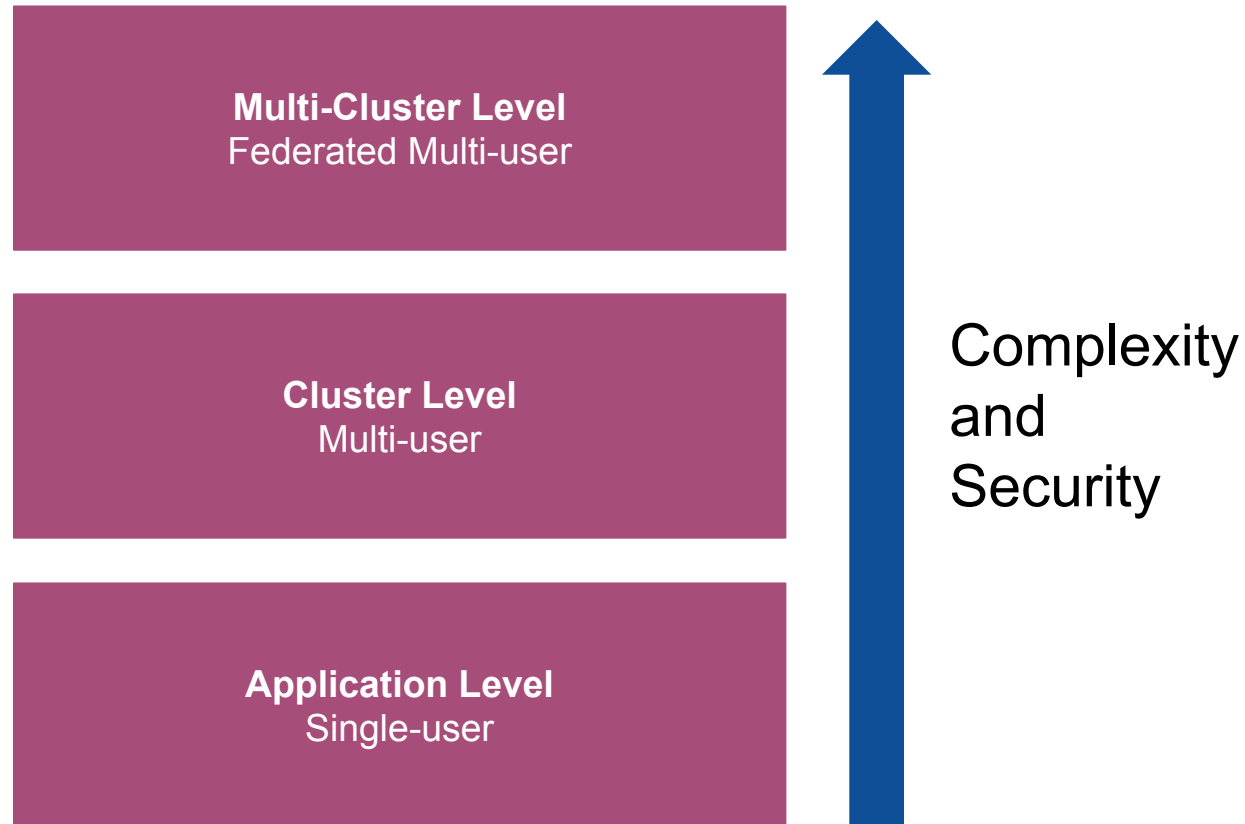 Multi-Cluster Level
Federated Multi-user
Cluster Level
Multi-user
Application Level
Single-user
Complexity
and
Security